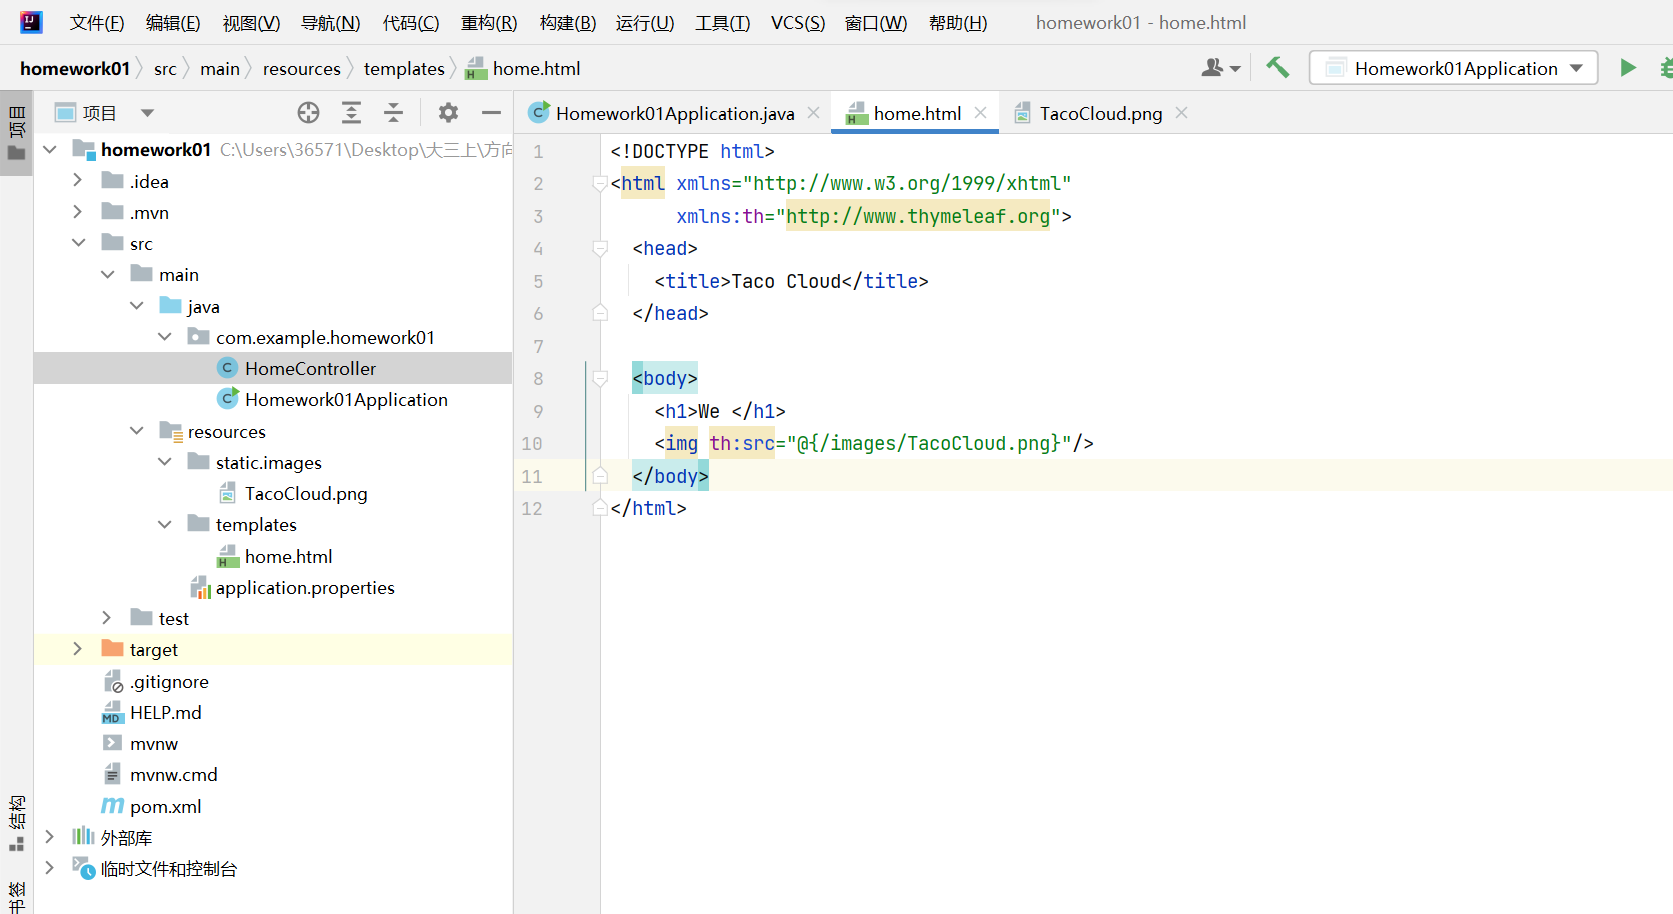 文件(F) 编辑(E) 视图(V) 导航(N) 代码(C) 重构(R) 构建(B) 运行(U) 工具(T) VCS(S) 窗口(W) 帮助(H) homework01 - home.html
homework01 src main resources templates home.html Homework01Application
项目
项目
Homework01Application.java home.html TacoCloud.png
homework01 C:\Users\36571\Desktop\大三上\方向
.idea
.mvn
src
main
java
com.example.homework01
HomeController
Homework01Application
resources
static.images
TacoCloud.png
templates
home.html
application.properties
test
target
.gitignore
HELP.md
mvnw
mvnw.cmd
pom.xml
外部库
临时文件和控制台
结构
书签
1 <!DOCTYPE html>
2 <html xmlns="http://www.w3.org/1999/xhtml"
3 xmlns:th="http://www.thymeleaf.org">
4 <head>
5 <title>Taco Cloud</title>
6 </head>
7
8 <body>
9 <h1>We </h1>
10 <img th:src="@{/images/TacoCloud.png}"/>
11 </body>
12 </html>